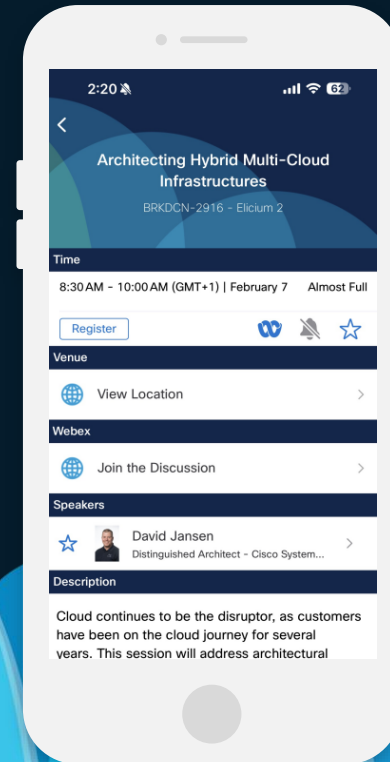 2:20
62
Architecting Hybrid Multi-Cloud
Infrastructures
BRKDCN-2916 - Elicium 2
Time
8:30 AM - 10:00 AM (GMT+1) | February 7 Almost Full
Register
Venue
View Location
Webex
Join the Discussion
Speakers
David Jansen
Distinguished Architect - Cisco System...
Description
Cloud continues to be the disruptor, as customers
have been on the cloud journey for several
years. This session will address architectural